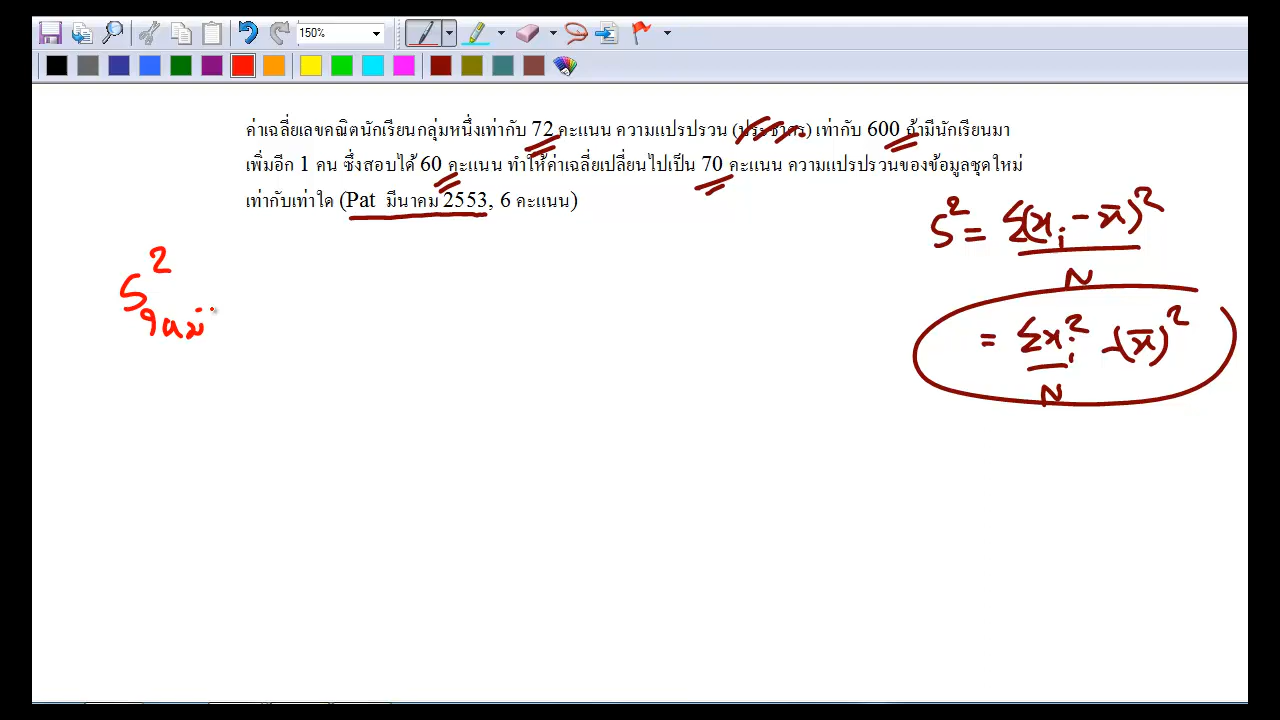 150%
ค่าเฉลี่ยเลขคณิตนักเรียนกลุ่มหนึ่งเท่ากับ 72 คะแนน ความแปรปรวน (ประชากร) เท่ากับ 600 ถ้ามีนักเรียนมา
เพิ่มอีก 1 คน ซึ่งสอบได้ 60 คะแนน ทำให้ค่าเฉลี่ยเปลี่ยนไปเป็น 70 คะแนน ความแปรปรวนของข้อมูลชุดใหม่
เท่ากับเท่าใด (Pat มีนาคม 2553, 6 คะแนน)
S² = Σ(xᵢ - x̄)²
N
= Σxᵢ² - (x̄)²
N
S²